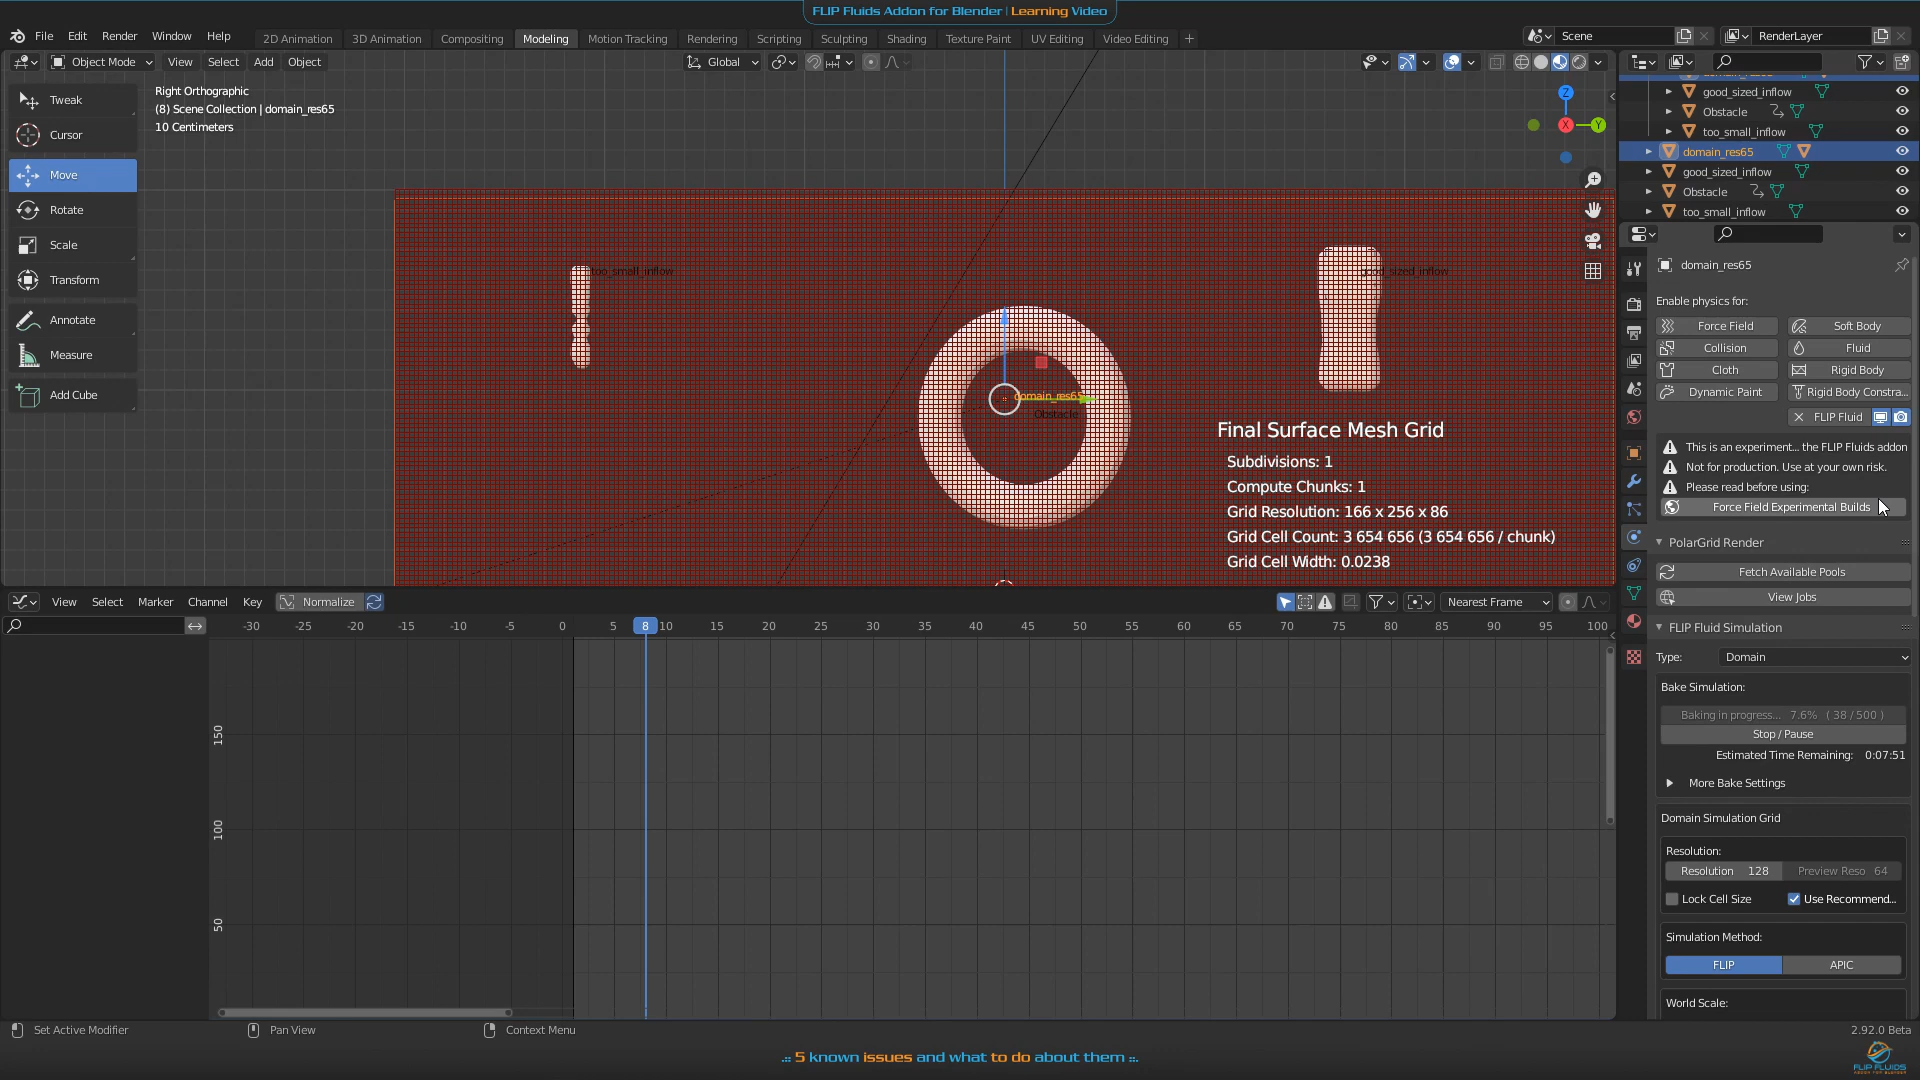 FLIP Fluids Addon for Blender | Learning Video
File Edit Render Window Help
2D Animation 3D Animation Compositing Modeling Motion Tracking Rendering Scripting Sculpting Shading Texture Paint UV Editing Video Editing +
Scene
RenderLayer
Object Mode View Select Add Object
Global
Right Orthographic
(8) Scene Collection | domain_res65
10 Centimeters
Tweak
Cursor
Move
Rotate
Scale
Transform
Annotate
Measure
Add Cube
Z
X
Y
too_small_inflow
good_sized_inflow
domain_res65
Obstacle
Final Surface Mesh Grid
Subdivisions: 1
Compute Chunks: 1
Grid Resolution: 166 x 256 x 86
Grid Cell Count: 3 654 656 (3 654 656 / chunk)
Grid Cell Width: 0.0238
good_sized_inflow
Obstacle
too_small_inflow
domain_res65
good_sized_inflow
Obstacle
too_small_inflow
domain_res65
Enable physics for:
Force Field
Soft Body
Collision
Fluid
Cloth
Rigid Body
Dynamic Paint
Rigid Body Constra...
FLIP Fluid
This is an experiment... the FLIP Fluids addon
Not for production. Use at your own risk.
Please read before using:
Force Field Experimental Builds
PolarGrid Render
Fetch Available Pools
View Jobs
FLIP Fluid Simulation
Type: Domain
Bake Simulation:
Baking in progress... 7.6% ( 38 / 500 )
Stop / Pause
Estimated Time Remaining: 0:07:51
More Bake Settings
Domain Simulation Grid
Resolution:
Resolution 128
Preview Reso 64
Lock Cell Size
Use Recommend...
Simulation Method:
FLIP
APIC
World Scale:
View Select Marker Channel Key Normalize
Nearest Frame
-30 -25 -20 -15 -10 -5 0 5 8 10 15 20 25 30 35 40 45 50 55 60 65 70 75 80 85 90 95 100
150
100
50
Set Active Modifier
Pan View
Context Menu
2.92.0 Beta
.:: 5 known issues and what to do about them ::.
FLIP FLUIDS